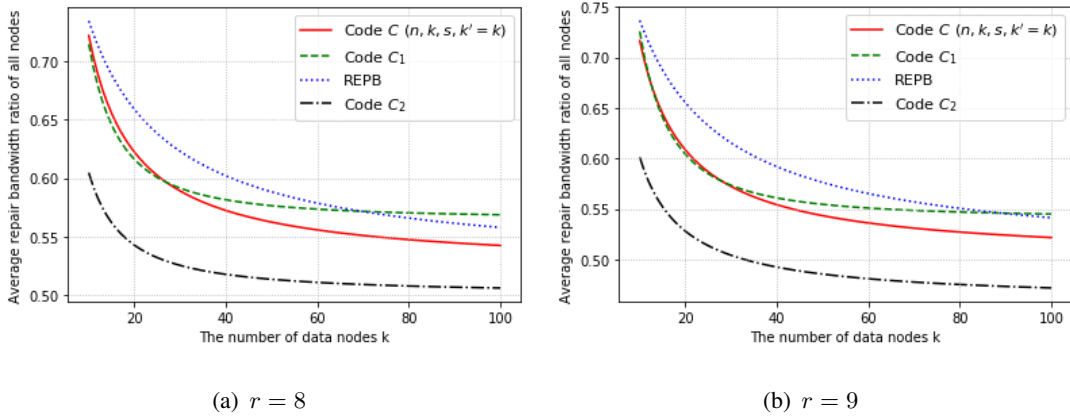 Average repair bandwidth ratio of all nodes
0.70
0.65
0.60
0.55
0.50
20
40
60
80
100
The number of data nodes k
Code C (n, k, s, k′ = k)
Code C₁
REPB
Code C₂
(a) r = 8
Average repair bandwidth ratio of all nodes
0.75
0.70
0.65
0.60
0.55
0.50
20
40
60
80
100
The number of data nodes k
Code C (n, k, s, k′ = k)
Code C₁
REPB
Code C₂
(b) r = 9